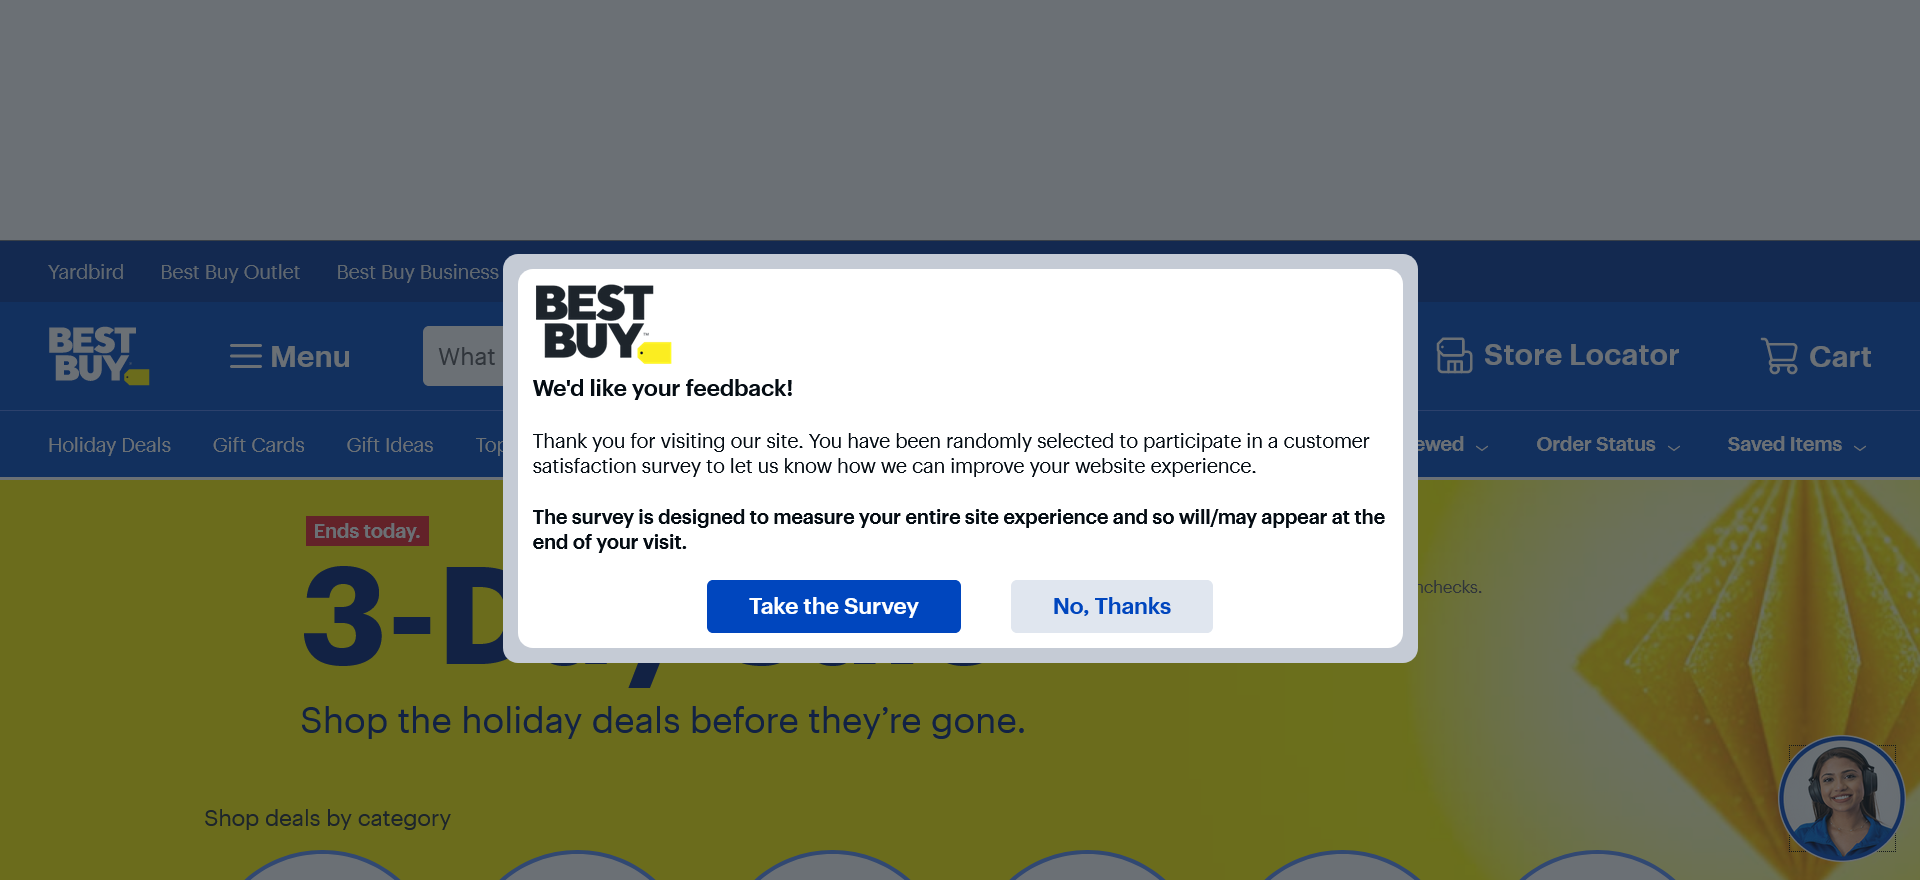 Yardbird
Best Buy Outlet
Best Buy Business
BEST
BUY
Menu
What
Store Locator
Cart
Holiday Deals
Gift Cards
Gift Ideas
Order Status
Saved Items
BEST
BUY™
We'd like your feedback!
Thank you for visiting our site. You have been randomly selected to participate in a customer
satisfaction survey to let us know how we can improve your website experience.
The survey is designed to measure your entire site experience and so will/may appear at the
end of your visit.
Take the Survey
No, Thanks
Ends today.
3-D
Shop the holiday deals before they’re gone.
Shop deals by category